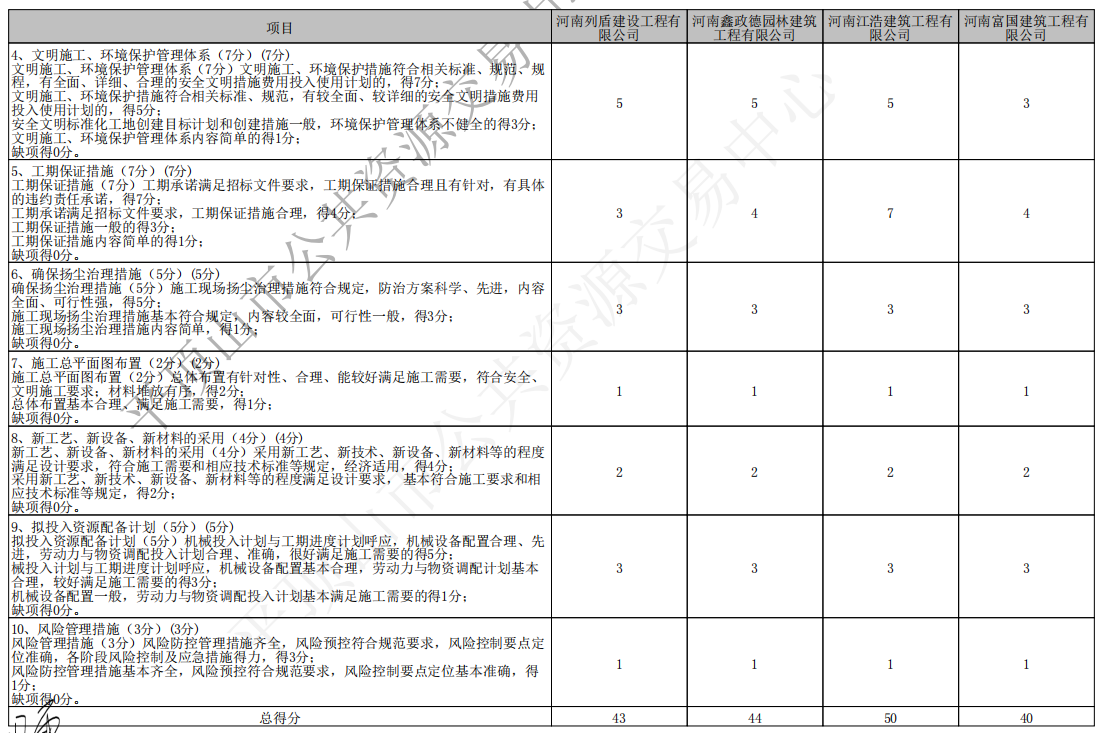 项目
河南列盾建设工程有
限公司
河南鑫政德园林建筑
工程有限公司
河南江浩建筑工程有
限公司
河南富国建筑工程有
限公司
4、文明施工、环境保护管理体系（7分）(7分)
文明施工、环境保护管理体系（7分）文明施工、环境保护措施符合相关标准、规范、规
程，有全面、详细、合理的安全文明措施费用投入使用计划的，得7分；
文明施工、环境保护措施符合相关标准、规范，有较全面、较详细的安全文明措施费用
投入使用计划的，得5分；
安全文明标准化工地创建目标计划和创建措施一般，环境保护管理体系不健全的得3分；
文明施工、环境保护管理体系内容简单的得1分；
缺项得0分。
5
5
5
3
5、工期保证措施（7分）(7分)
工期保证措施（7分）工期承诺满足招标文件要求，工期保证措施合理且有针对，有具体
的违约责任承诺，得7分；
工期承诺满足招标文件要求，工期保证措施合理，得4分；
工期保证措施一般的得3分；
工期保证措施内容简单的得1分；
缺项得0分。
3
4
7
4
6、确保扬尘治理措施（5分）(5分)
确保扬尘治理措施（5分）施工现场扬尘治理措施符合规定，防治方案科学、先进，内容
全面、可行性强，得5分；
施工现场扬尘治理措施基本符合规定，内容较全面，可行性一般，得3分；
施工现场扬尘治理措施内容简单，得1分；
缺项得0分。
3
3
3
3
7、施工总平面图布置（2分）(2分)
施工总平面图布置（2分）总体布置有针对性、合理、能较好满足施工需要，符合安全、
文明施工要求；材料堆放有序，得2分；
总体布置基本合理、满足施工需要，得1分；
缺项得0分。
1
1
1
1
8、新工艺、新设备、新材料的采用（4分）(4分)
新工艺、新设备、新材料的采用（4分）采用新工艺、新技术、新设备、新材料等的程度
满足设计要求，符合施工需要和相应技术标准等规定，经济适用，得4分；
采用新工艺、新技术、新设备、新材料等的程度满足设计要求， 基本符合施工要求和相
应技术标准等规定，得2分；
缺项得0分。
2
2
2
2
9、拟投入资源配备计划（5分）(5分)
拟投入资源配备计划（5分）机械投入计划与工期进度计划呼应，机械设备配置合理、先
进，劳动力与物资调配投入计划合理、准确，很好满足施工需要的得5分；
械投入计划与工期进度计划呼应，机械设备配置基本合理，劳动力与物资调配计划基本
合理，较好满足施工需要的得3分；
机械设备配置一般，劳动力与物资调配投入计划基本满足施工需要的得1分；
缺项得0分。
3
3
3
3
10、风险管理措施（3分）(3分)
风险管理措施（3分）风险防控管理措施齐全，风险预控符合规范要求，风险控制要点定
位准确，各阶段风险控制及应急措施得力，得3分；
风险防控管理措施基本齐全，风险预控符合规范要求，风险控制要点定位基本准确，得
1分；
缺项得0分。
1
1
1
1
总得分
43
44
50
40
平顶山市公共资源交易中心
平顶山市公共资源交易中心